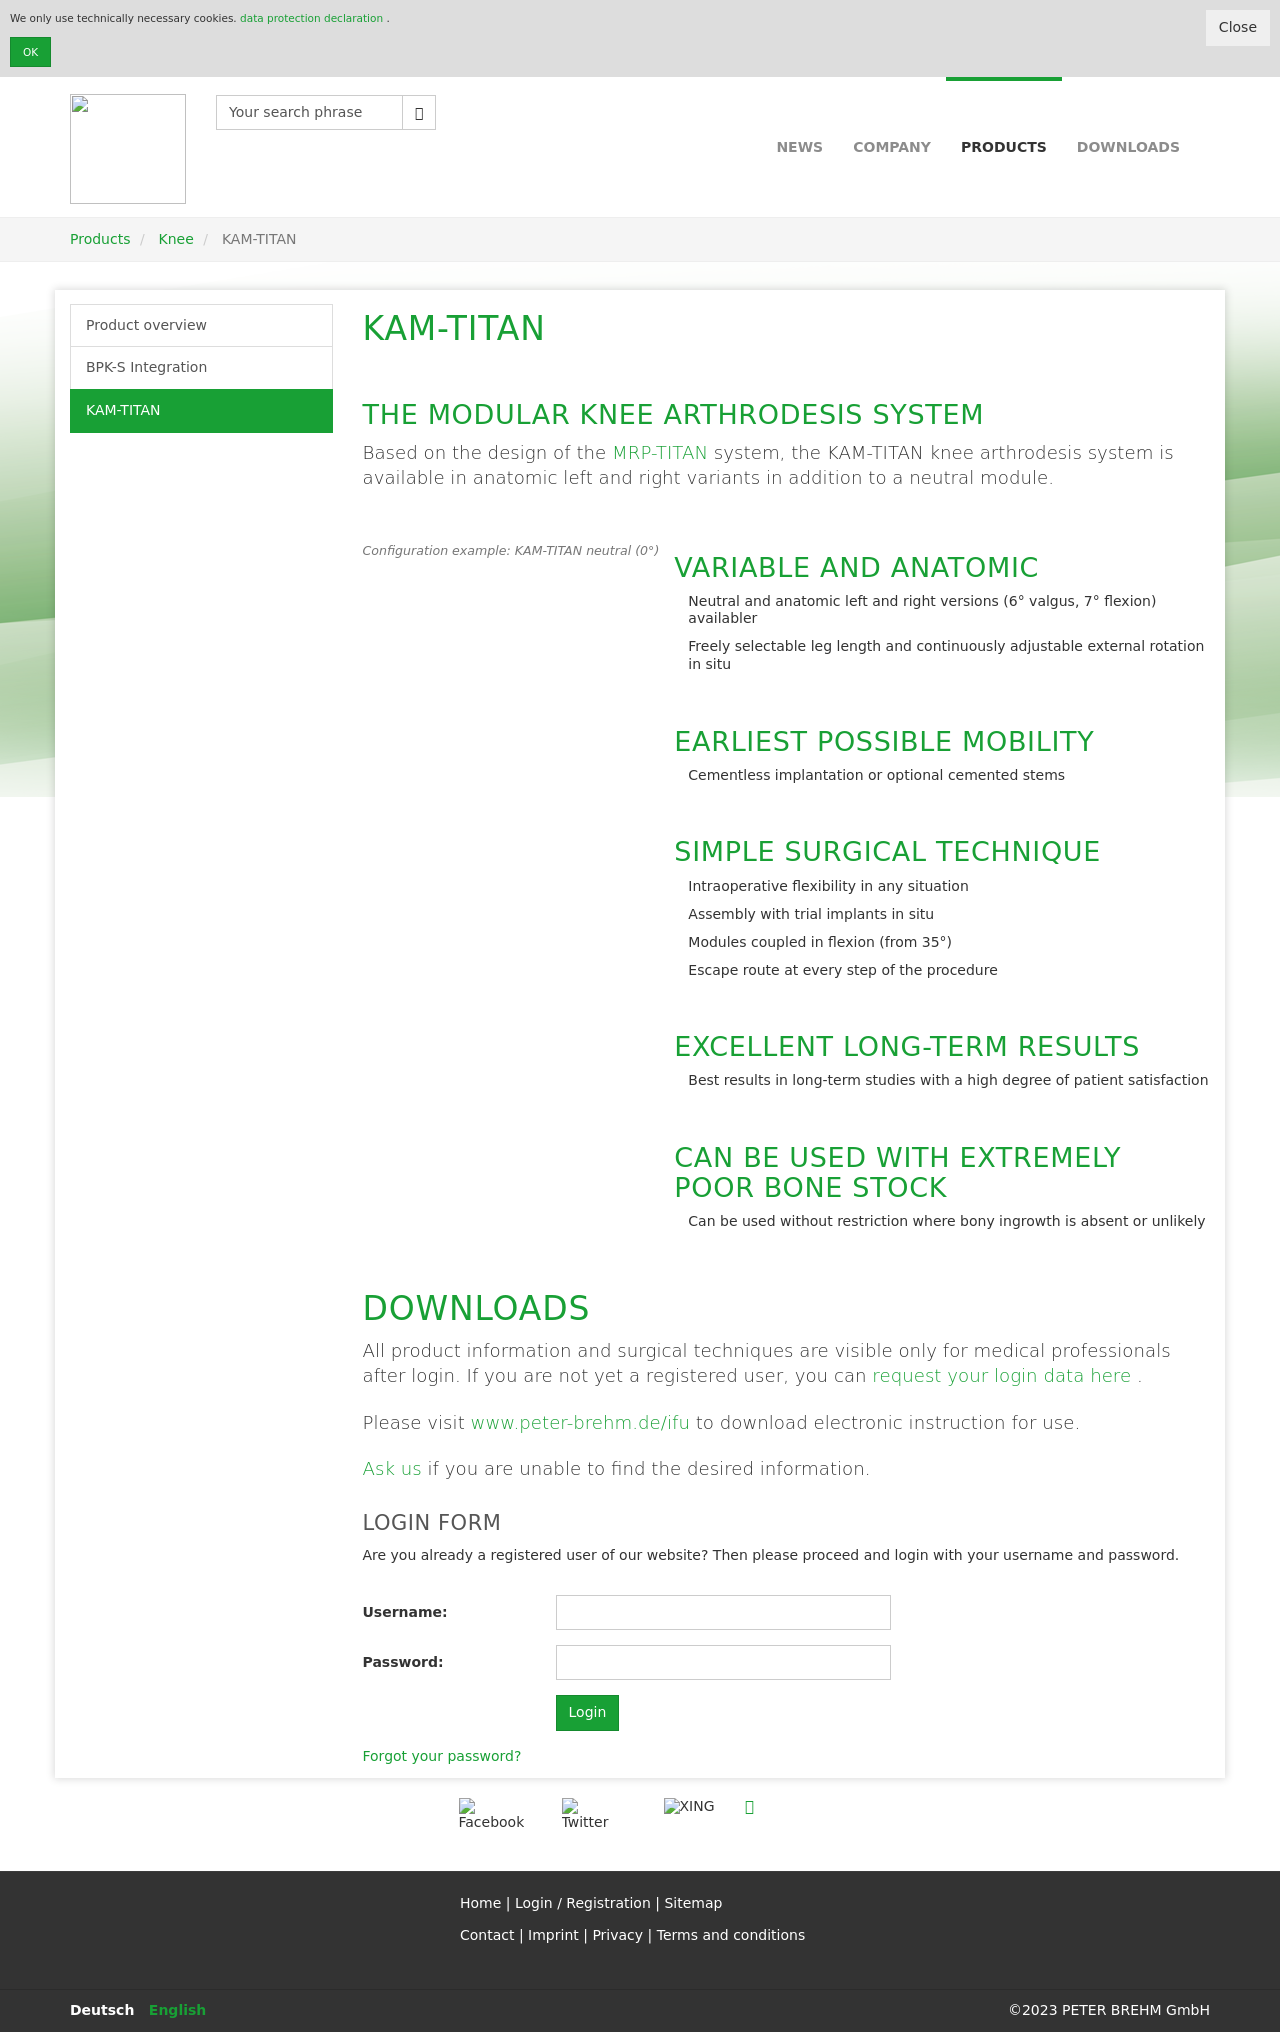 We only use technically necessary cookies. data protection declaration .
OK
Close
Your search phrase
NEWS COMPANY PRODUCTS DOWNLOADS
Products / Knee / KAM-TITAN
Product overview
BPK-S Integration
KAM-TITAN
KAM-TITAN
THE MODULAR KNEE ARTHRODESIS SYSTEM
Based on the design of the MRP-TITAN system, the KAM-TITAN knee arthrodesis system is
available in anatomic left and right variants in addition to a neutral module.
Configuration example: KAM-TITAN neutral (0°)
VARIABLE AND ANATOMIC
Neutral and anatomic left and right versions (6° valgus, 7° flexion)
availabler
Freely selectable leg length and continuously adjustable external rotation
in situ
EARLIEST POSSIBLE MOBILITY
Cementless implantation or optional cemented stems
SIMPLE SURGICAL TECHNIQUE
Intraoperative flexibility in any situation
Assembly with trial implants in situ
Modules coupled in flexion (from 35°)
Escape route at every step of the procedure
EXCELLENT LONG-TERM RESULTS
Best results in long-term studies with a high degree of patient satisfaction
CAN BE USED WITH EXTREMELY
POOR BONE STOCK
Can be used without restriction where bony ingrowth is absent or unlikely
DOWNLOADS
All product information and surgical techniques are visible only for medical professionals
after login. If you are not yet a registered user, you can request your login data here .
Please visit www.peter-brehm.de/ifu to download electronic instruction for use.
Ask us if you are unable to find the desired information.
LOGIN FORM
Are you already a registered user of our website? Then please proceed and login with your username and password.
Username:
Password:
Login
Forgot your password?
Facebook Twitter XING
Home | Login / Registration | Sitemap
Contact | Imprint | Privacy | Terms and conditions
Deutsch English
©2023 PETER BREHM GmbH